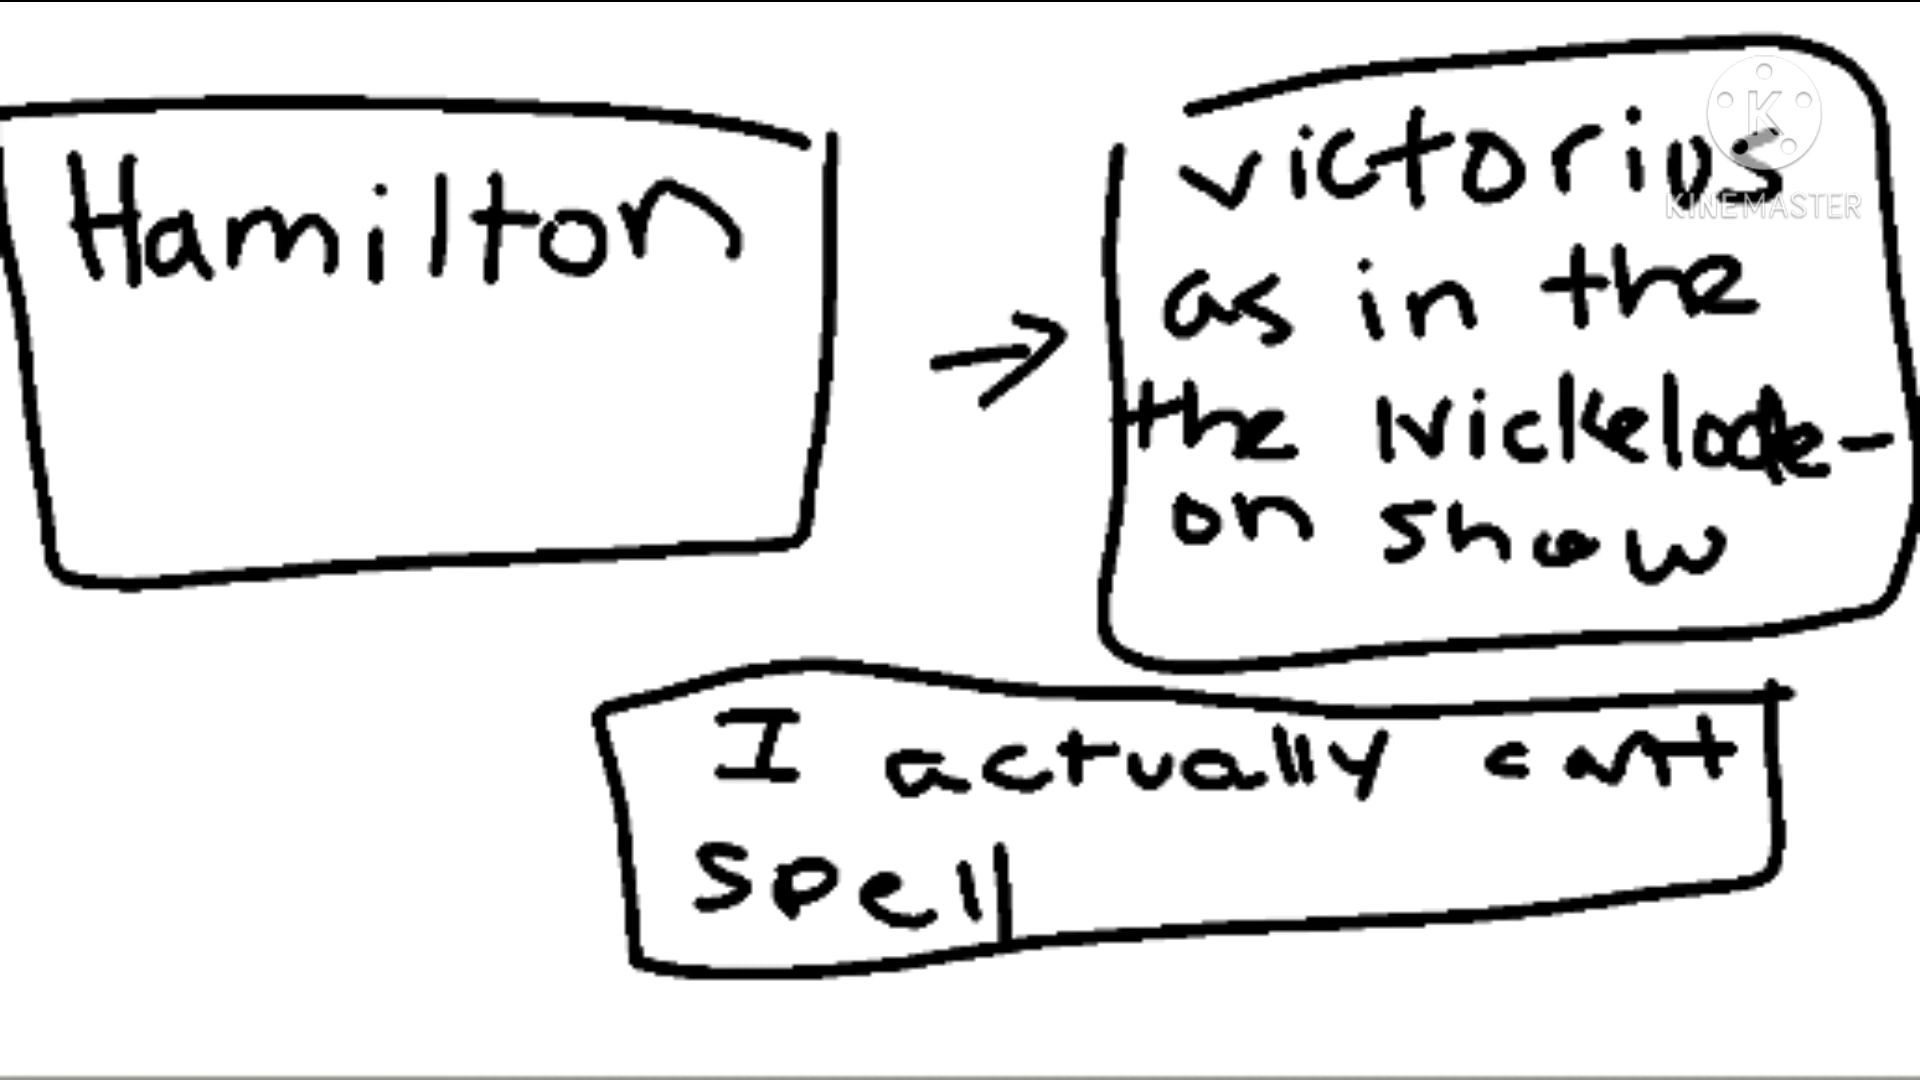 Hamilton
victorius
as in the
the Nickelode-
on show
I actually cant
spell
KINEMASTER